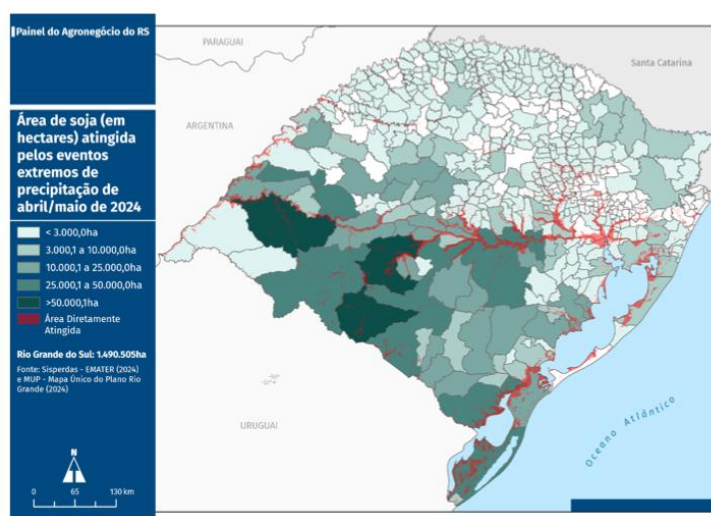 Painel do Agronegócio do RS
PARAGUAI
Santa Catarina
ARGENTINA
Área de soja (em
hectares) atingida
pelos eventos
extremos de
precipitação de
abril/maio de 2024
< 3.000,0ha
3.000,1 a 10.000,0ha
10.000,1 a 25.000,0ha
25.000,1 a 50.000,0ha
>50.000,1ha
Área Diretamente
Atingida
Rio Grande do Sul: 1.490.505ha
Fonte: Sisperdas - EMATER (2024)
e MUP - Mapa Único do Plano Rio
Grande (2024)
URUGUAI
Oceano Atlântico
N
0 65 130 km